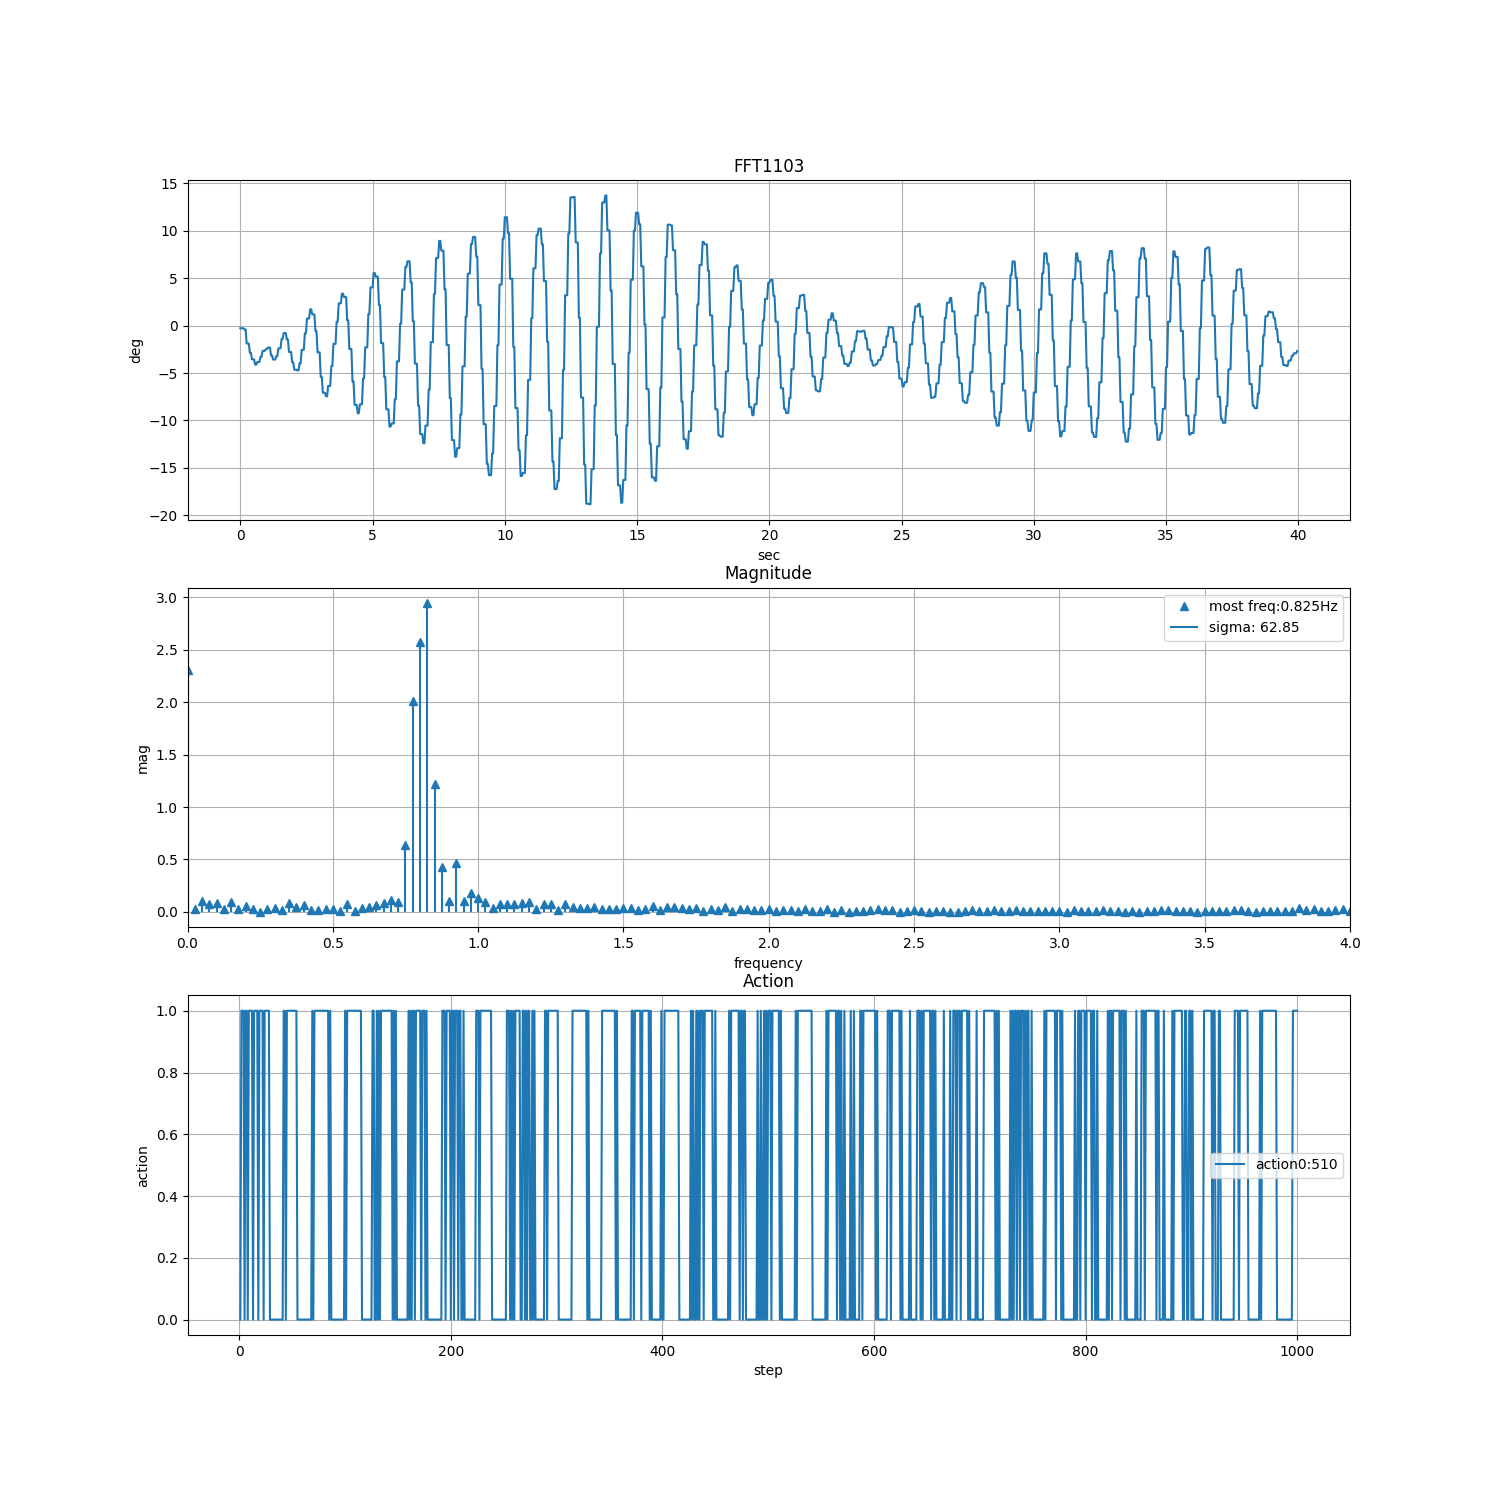 FFT1103
15
10
5
0
−5
−10
−15
−20
deg
0 5 10 15 20 25 30 35 40
sec
Magnitude
3.0
2.5
2.0
1.5
1.0
0.5
0.0
mag
most freq:0.825Hz
sigma: 62.85
0.0 0.5 1.0 1.5 2.0 2.5 3.0 3.5 4.0
frequency
Action
1.0
0.8
0.6
0.4
0.2
0.0
action
action0:510
0 200 400 600 800 1000
step